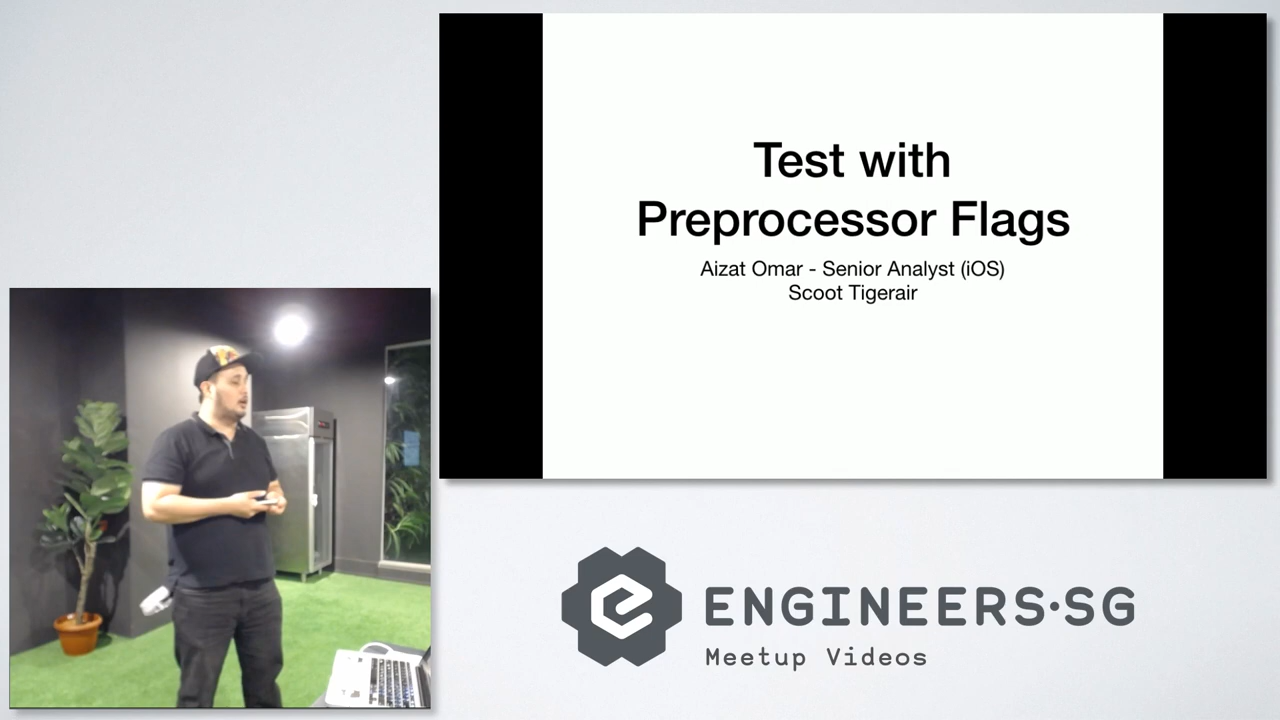 Test with
Preprocessor Flags
Aizat Omar - Senior Analyst (iOS)
Scoot Tigerair
ENGINEERS·SG
Meetup Videos